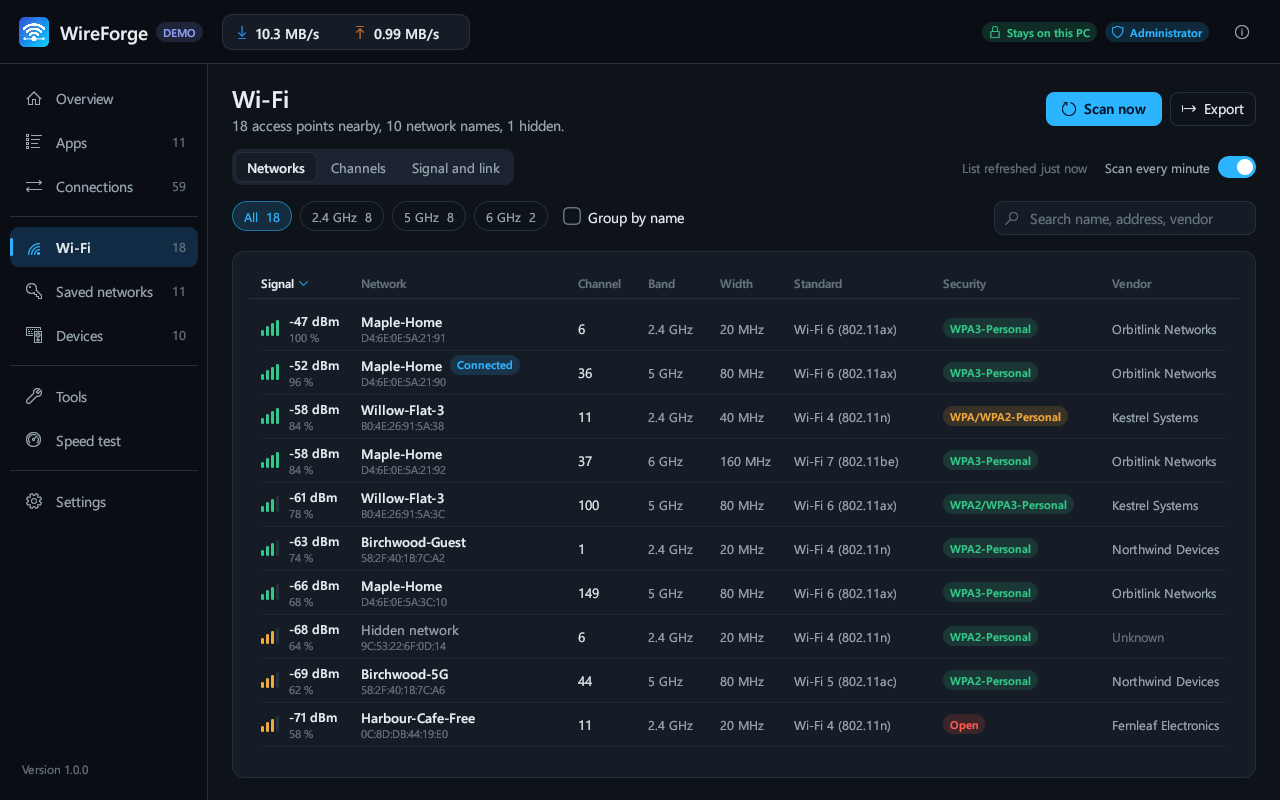 WireForge DEMO 10.3 MB/s 0.99 MB/s Stays on this PC Administrator
Overview
Apps 11
Connections 59
Wi-Fi 18
Saved networks 11
Devices 10
Tools
Speed test
Settings
Version 1.0.0
Wi-Fi
18 access points nearby, 10 network names, 1 hidden.
Scan now Export
Networks Channels Signal and link
List refreshed just now Scan every minute
All 18 2.4 GHz 8 5 GHz 8 6 GHz 2 Group by name
Search name, address, vendor
Signal Network Channel Band Width Standard Security Vendor
-47 dBm Maple-Home 6 2.4 GHz 20 MHz Wi-Fi 6 (802.11ax) WPA3-Personal Orbitlink Networks
100 % D4:6E:0E:5A:21:91
-52 dBm Maple-Home Connected 36 5 GHz 80 MHz Wi-Fi 6 (802.11ax) WPA3-Personal Orbitlink Networks
96 % D4:6E:0E:5A:21:90
-58 dBm Willow-Flat-3 11 2.4 GHz 40 MHz Wi-Fi 4 (802.11n) WPA/WPA2-Personal Kestrel Systems
84 % B0:4E:26:91:5A:38
-58 dBm Maple-Home 37 6 GHz 160 MHz Wi-Fi 7 (802.11be) WPA3-Personal Orbitlink Networks
84 % D4:6E:0E:5A:21:92
-61 dBm Willow-Flat-3 100 5 GHz 80 MHz Wi-Fi 6 (802.11ax) WPA2/WPA3-Personal Kestrel Systems
78 % B0:4E:26:91:5A:3C
-63 dBm Birchwood-Guest 1 2.4 GHz 20 MHz Wi-Fi 4 (802.11n) WPA2-Personal Northwind Devices
74 % 58:2F:40:1B:7C:A2
-66 dBm Maple-Home 149 5 GHz 80 MHz Wi-Fi 6 (802.11ax) WPA3-Personal Orbitlink Networks
68 % D4:6E:0E:5A:3C:10
-68 dBm Hidden network 6 2.4 GHz 20 MHz Wi-Fi 4 (802.11n) WPA2-Personal Unknown
64 % 9C:53:22:6F:0D:14
-69 dBm Birchwood-5G 44 5 GHz 80 MHz Wi-Fi 5 (802.11ac) WPA2-Personal Northwind Devices
62 % 58:2F:40:1B:7C:A6
-71 dBm Harbour-Cafe-Free 11 2.4 GHz 20 MHz Wi-Fi 4 (802.11n) Open Fernleaf Electronics
58 % 0C:8D:DB:44:19:E0